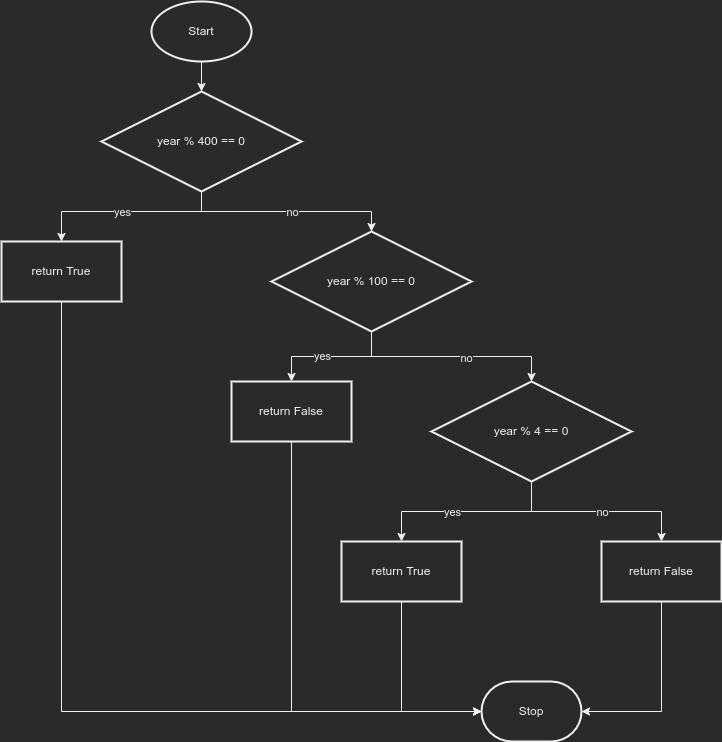 Start
year % 400 == 0
yes
no
return True
year % 100 == 0
yes
no
return False
year % 4 == 0
yes
no
return True
return False
Stop